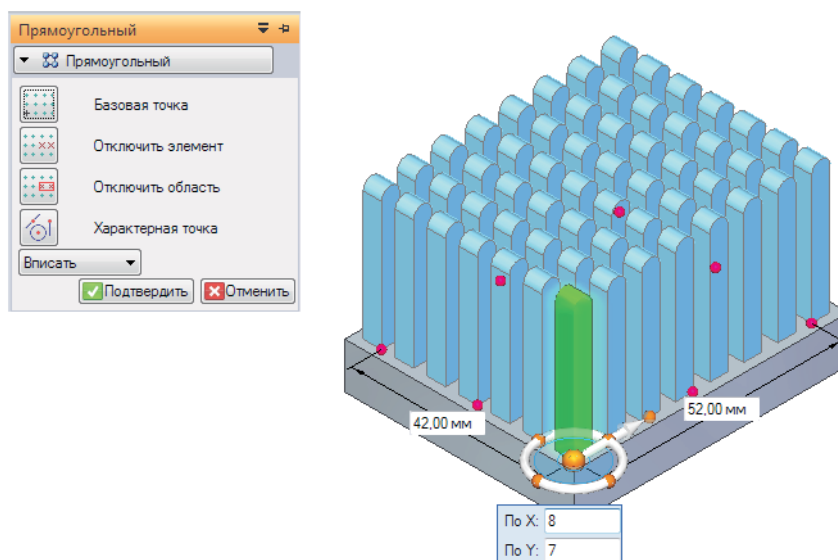 Прямоугольный
Прямоугольный
Базовая точка
Отключить элемент
Отключить область
Характерная точка
Вписать
Подтвердить Отменить
42,00 мм
52,00 мм
По X: 8
По Y: 7